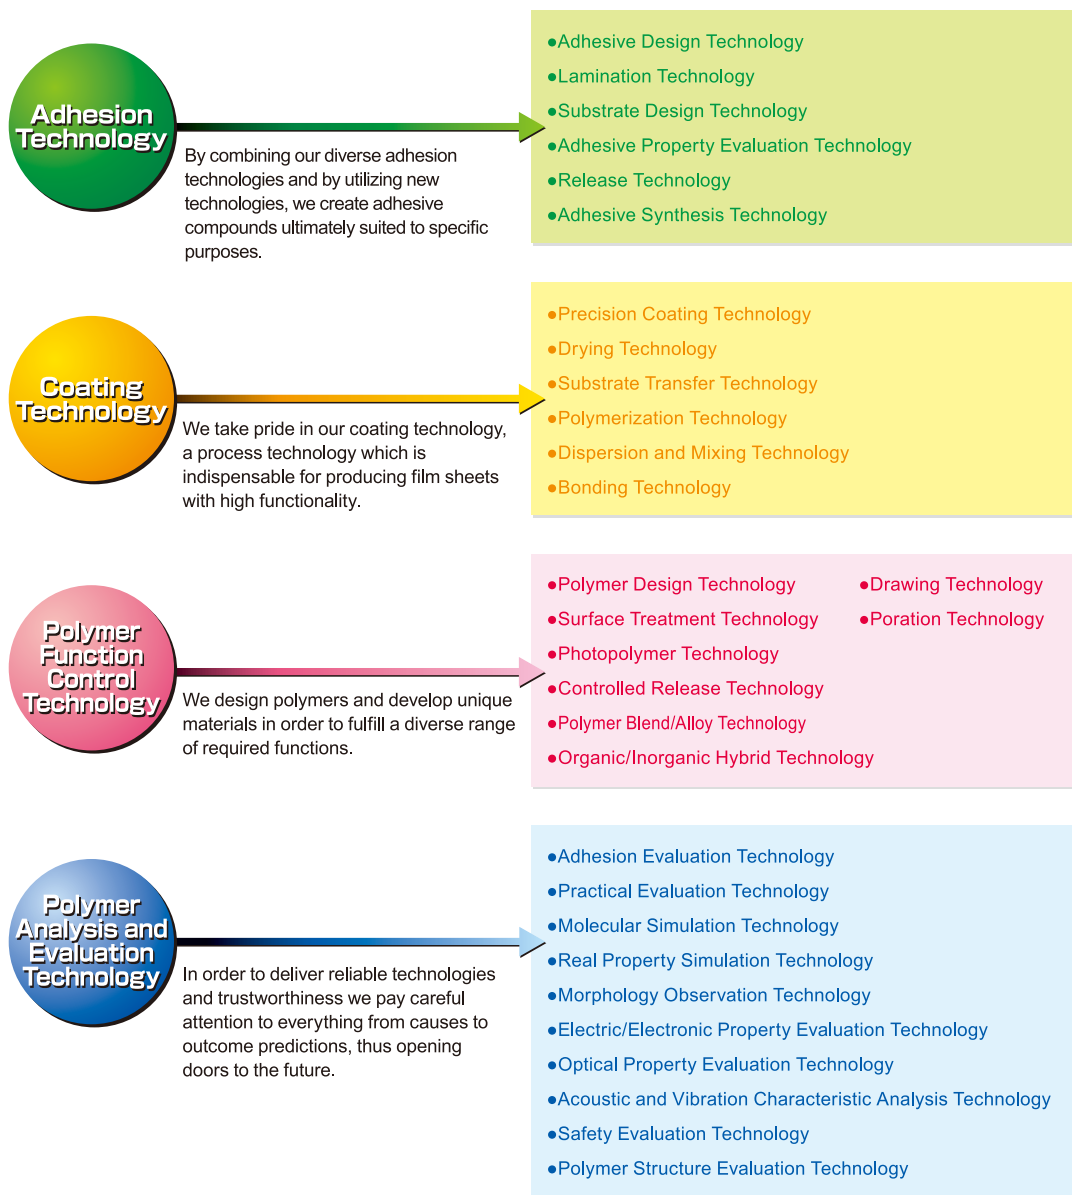 Adhesion
Technology
By combining our diverse adhesion
technologies and by utilizing new
technologies, we create adhesive
compounds ultimately suited to specific
purposes.
●Adhesive Design Technology
●Lamination Technology
●Substrate Design Technology
●Adhesive Property Evaluation Technology
●Release Technology
●Adhesive Synthesis Technology
Coating
Technology
We take pride in our coating technology,
a process technology which is
indispensable for producing film sheets
with high functionality.
●Precision Coating Technology
●Drying Technology
●Substrate Transfer Technology
●Polymerization Technology
●Dispersion and Mixing Technology
●Bonding Technology
Polymer
Function
Control
Technology
We design polymers and develop unique
materials in order to fulfill a diverse range
of required functions.
●Polymer Design Technology
●Surface Treatment Technology
●Photopolymer Technology
●Controlled Release Technology
●Polymer Blend/Alloy Technology
●Organic/Inorganic Hybrid Technology
●Drawing Technology
●Poration Technology
Polymer
Analysis and
Evaluation
Technology
In order to deliver reliable technologies
and trustworthiness we pay careful
attention to everything from causes to
outcome predictions, thus opening
doors to the future.
●Adhesion Evaluation Technology
●Practical Evaluation Technology
●Molecular Simulation Technology
●Real Property Simulation Technology
●Morphology Observation Technology
●Electric/Electronic Property Evaluation Technology
●Optical Property Evaluation Technology
●Acoustic and Vibration Characteristic Analysis Technology
●Safety Evaluation Technology
●Polymer Structure Evaluation Technology